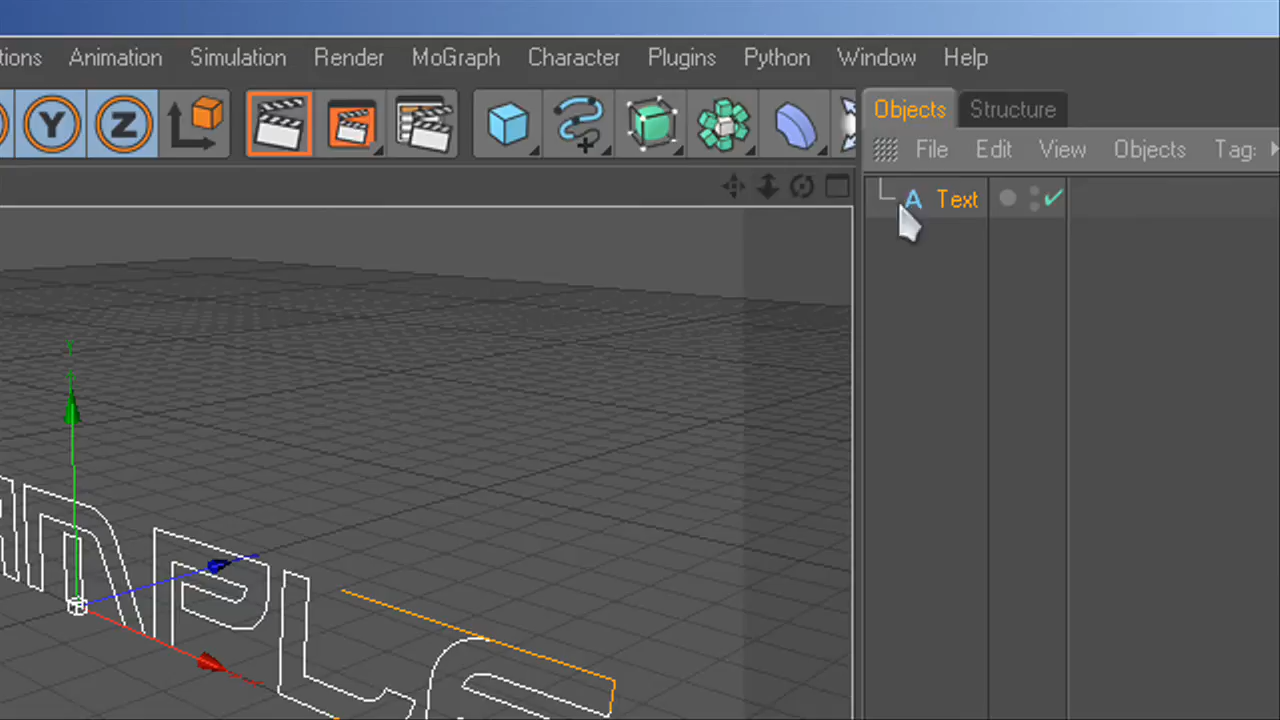 tions Animation Simulation Render MoGraph Character Plugins Python Window Help
Y Z
Objects Structure
File Edit View Objects Tag:
A Text
Y